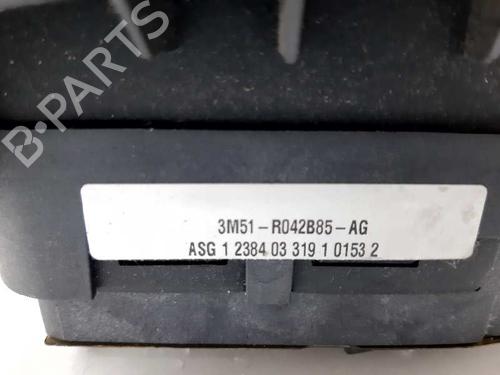 B-PARTS
3M51-R042B85-AG
ASG 1 2384 03 319 1 0153 2